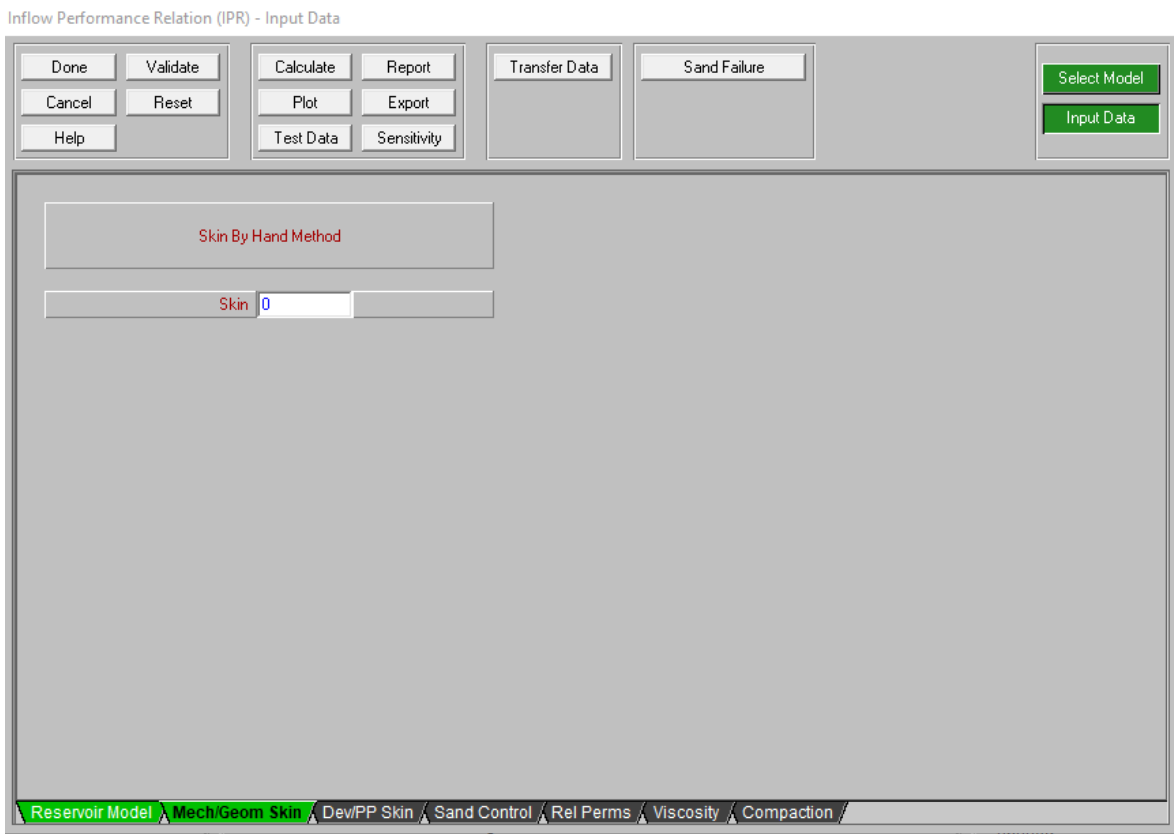 Inflow Performance Relation (IPR) - Input Data
Done Validate Calculate Report Transfer Data Sand Failure Select Model
Cancel Reset Plot Export Input Data
Help Test Data Sensitivity
Skin By Hand Method
Skin 0
Reservoir Model Mech/Geom Skin Dev/PP Skin Sand Control Rel Perms Viscosity Compaction